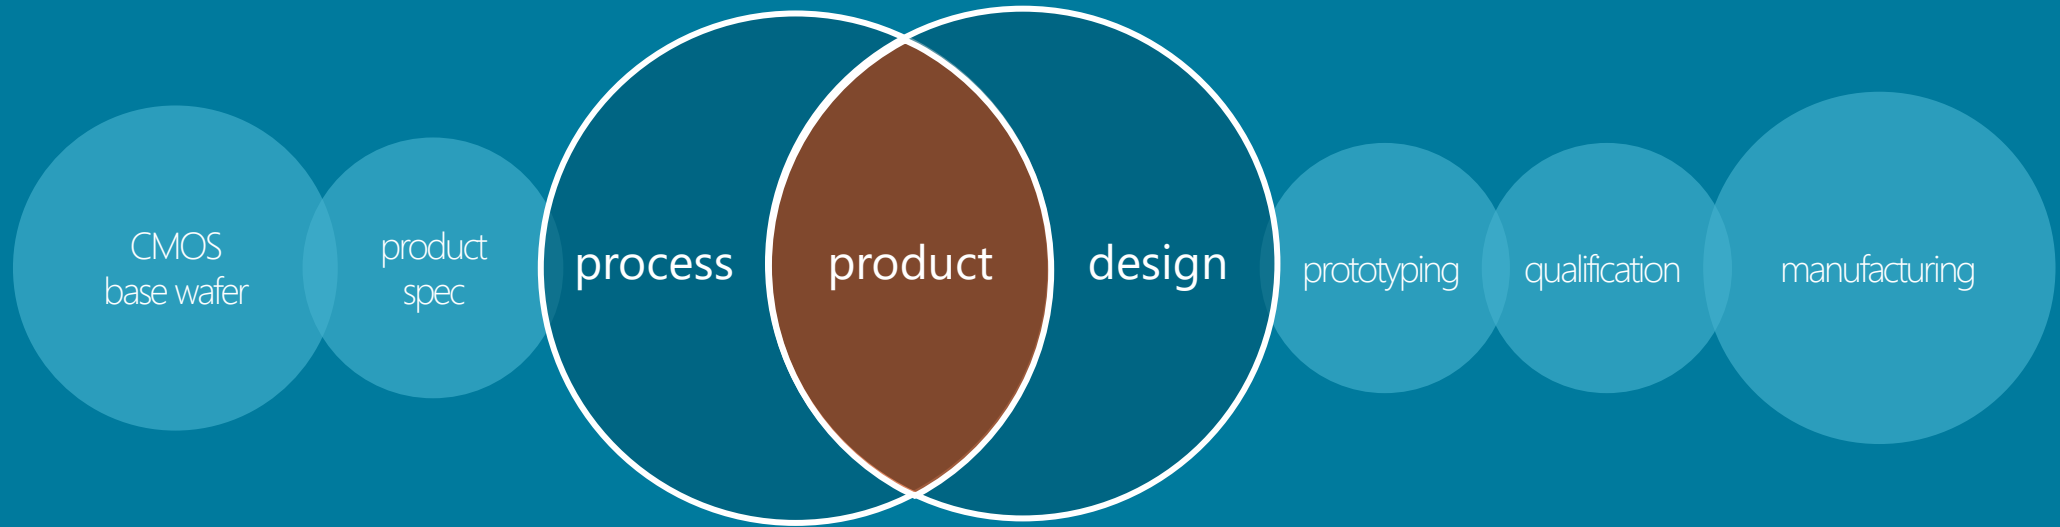 CMOS
base wafer
product
spec
process
product
design
prototyping
qualification
manufacturing